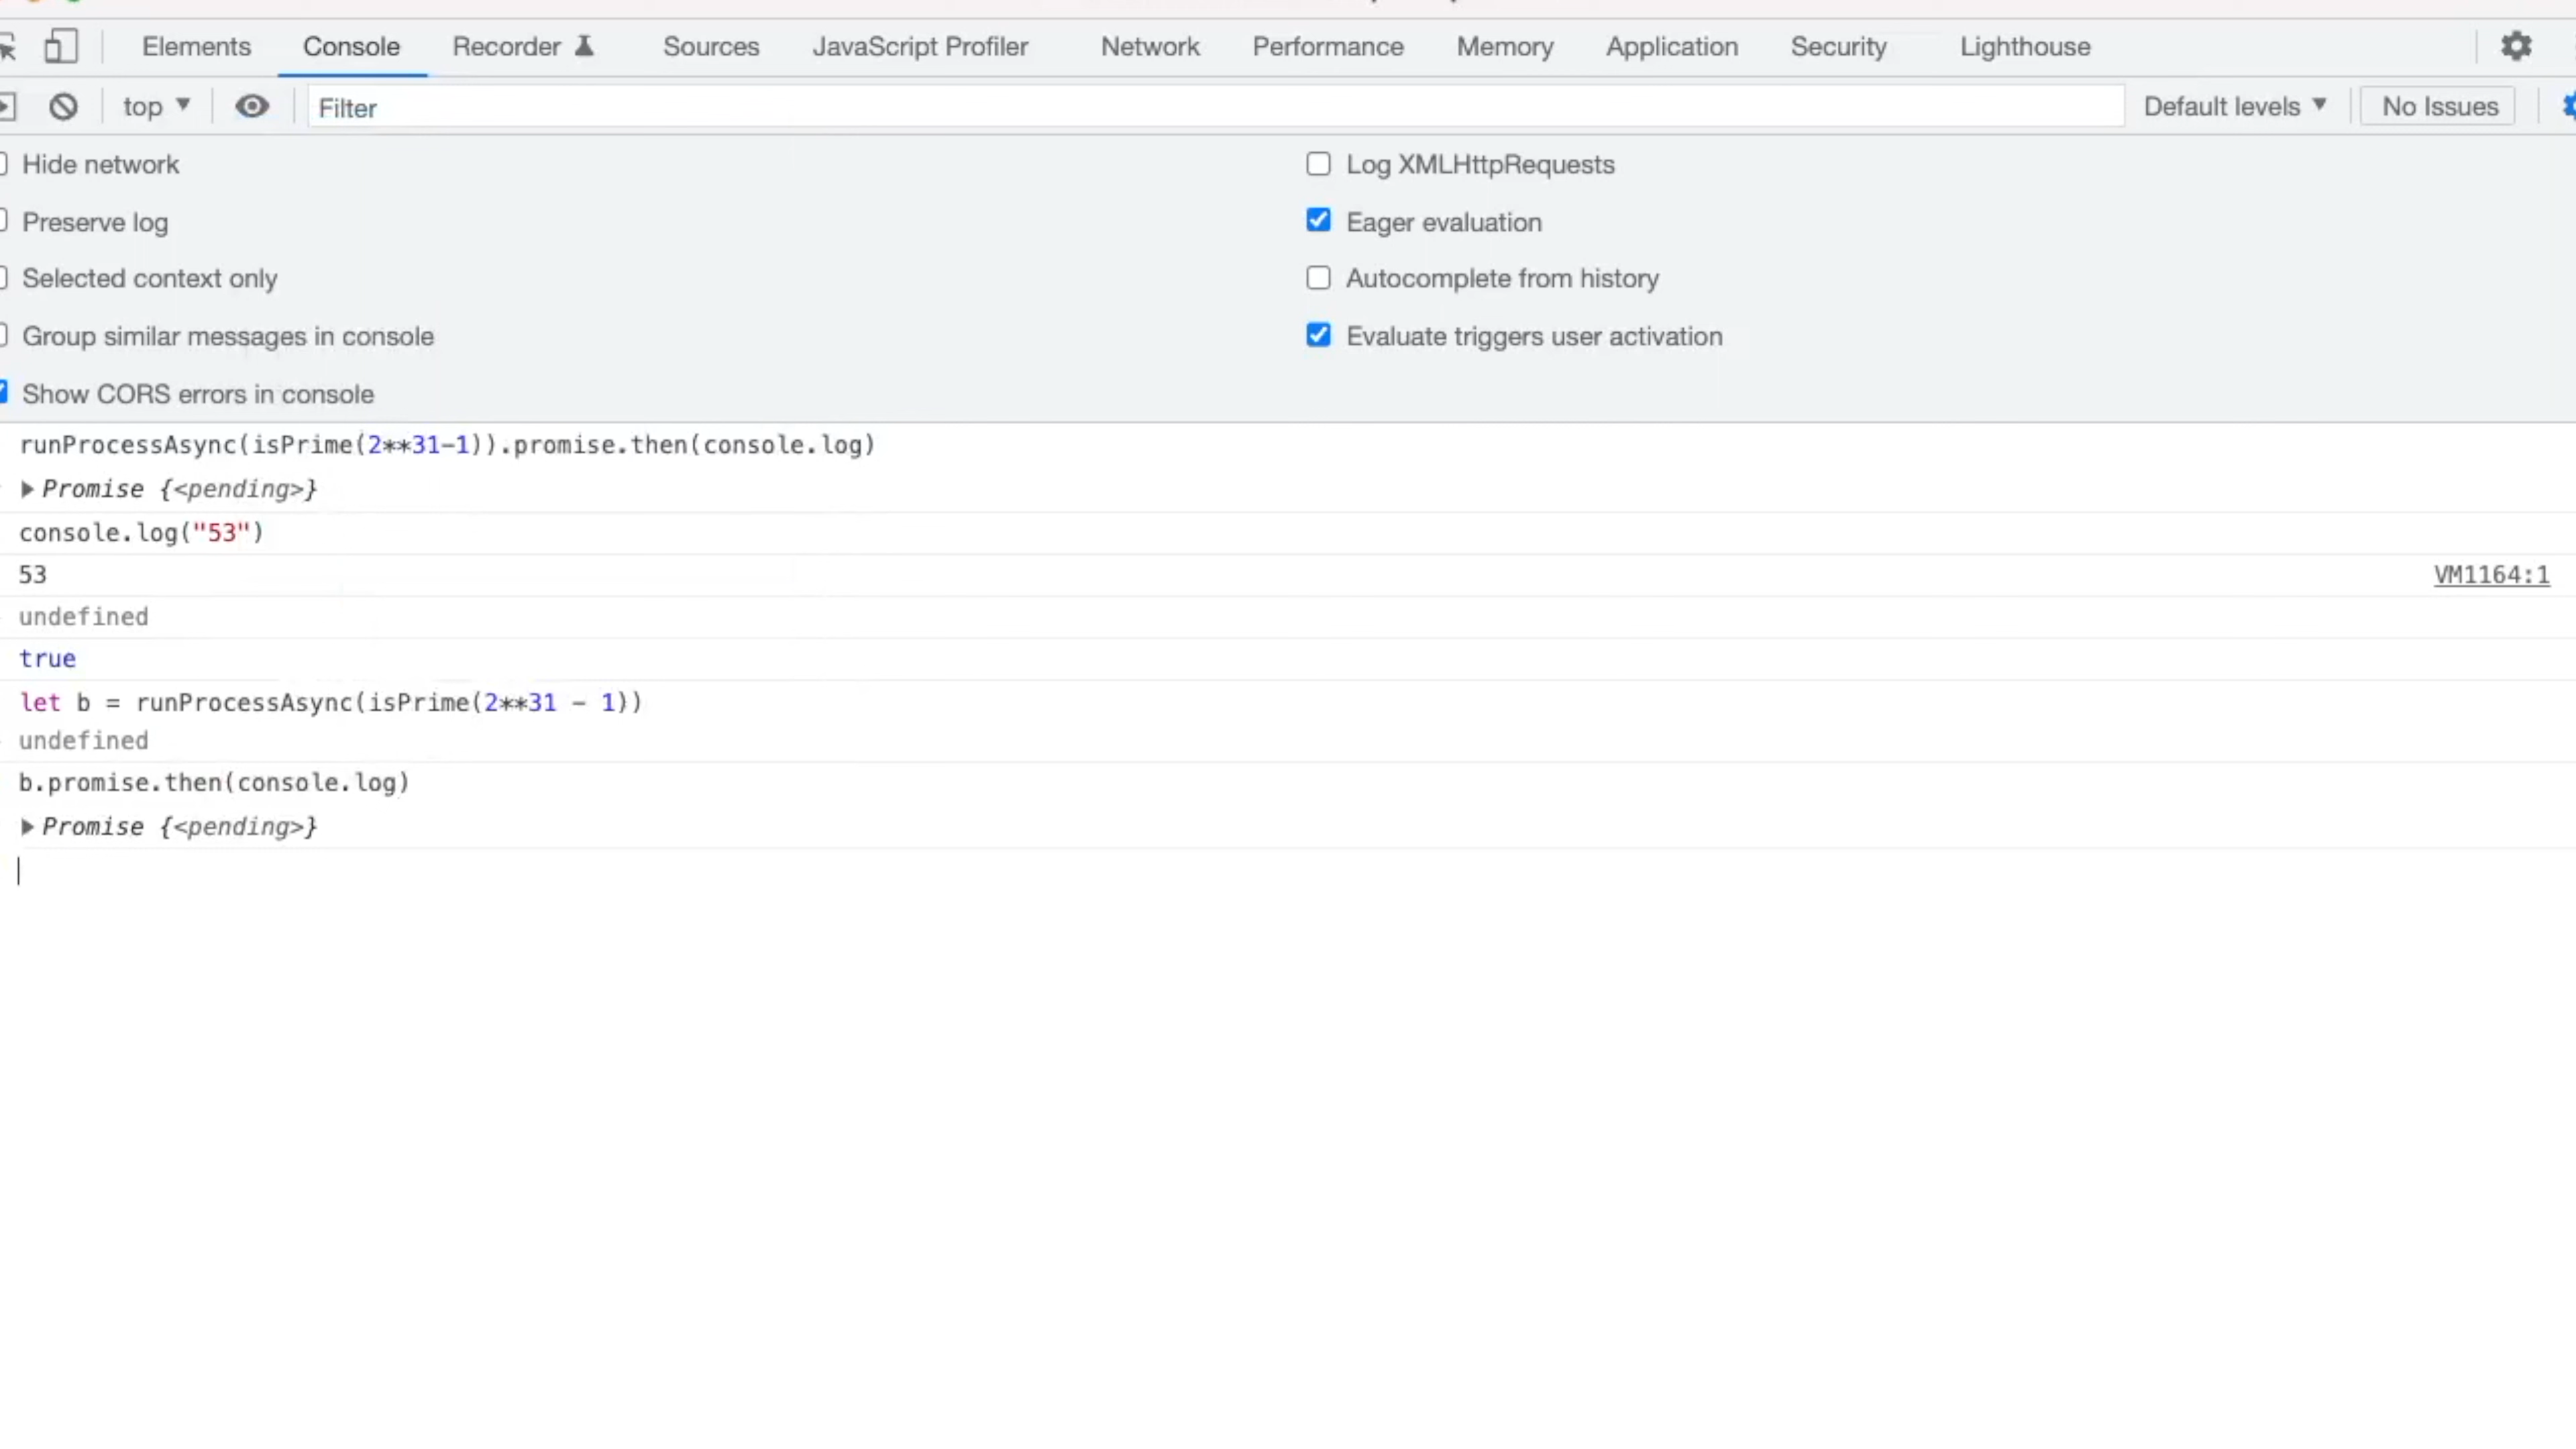 Elements Console Recorder Sources JavaScript Profiler Network Performance Memory Application Security Lighthouse
top Filter Default levels No Issues
Hide network Log XMLHttpRequests
Preserve log Eager evaluation
Selected context only Autocomplete from history
Group similar messages in console Evaluate triggers user activation
Show CORS errors in console
runProcessAsync(isPrime(2**31-1)).promise.then(console.log)
Promise {<pending>}
console.log("53")
53 VM1164:1
undefined
true
let b = runProcessAsync(isPrime(2**31 - 1))
undefined
b.promise.then(console.log)
Promise {<pending>}